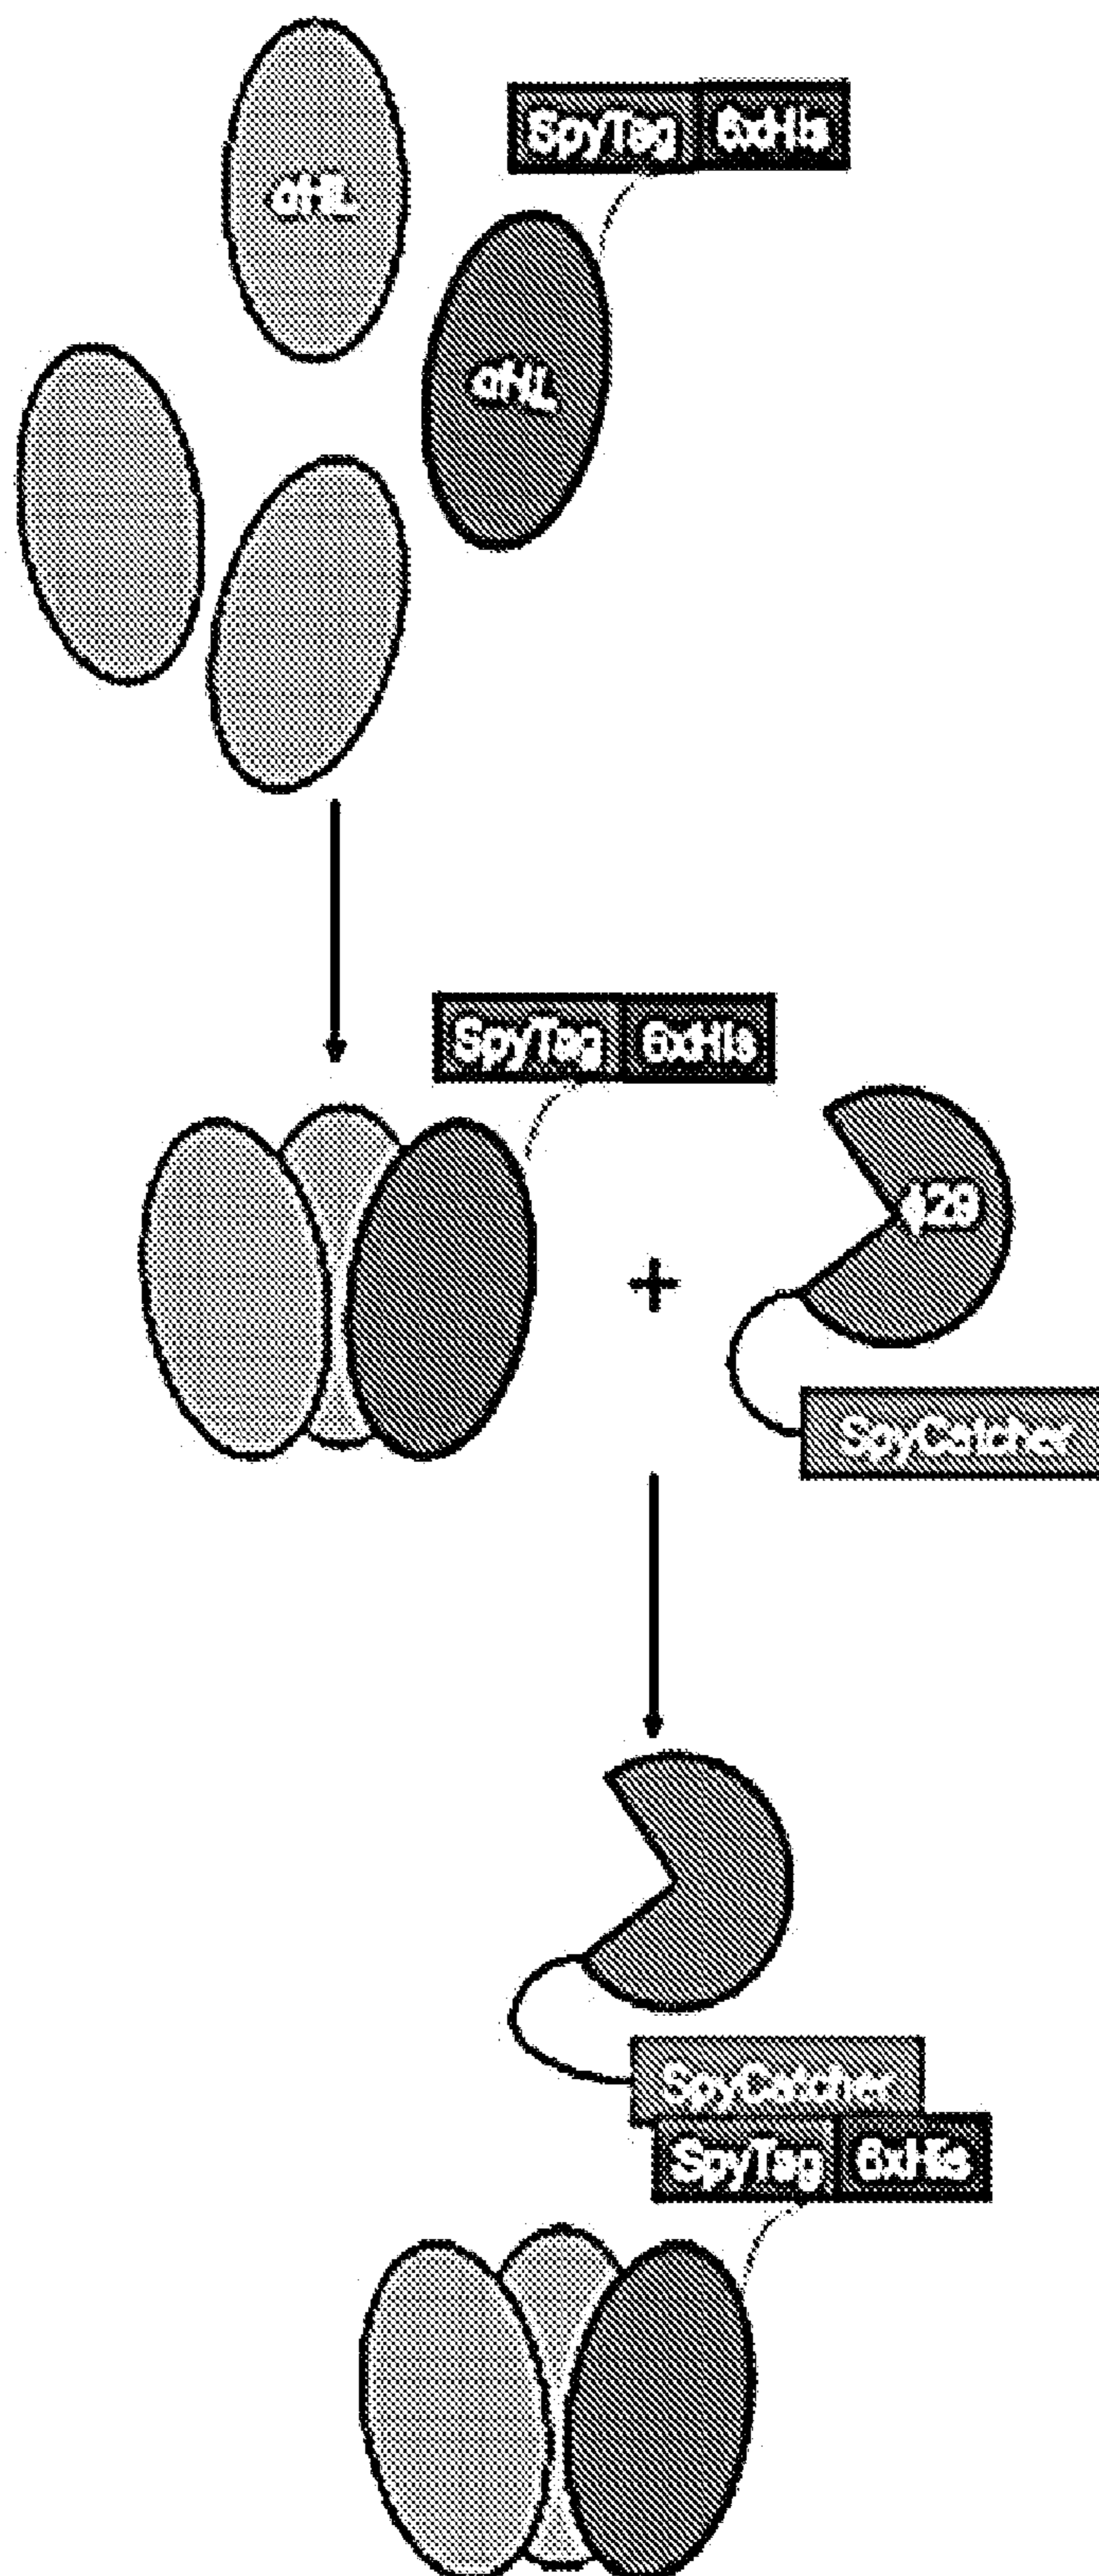 αHL
SpyTag 6xHis
αHL
SpyTag 6xHis
ϕ29
SpyCatcher
SpyCatcher
SpyTag 6xHis